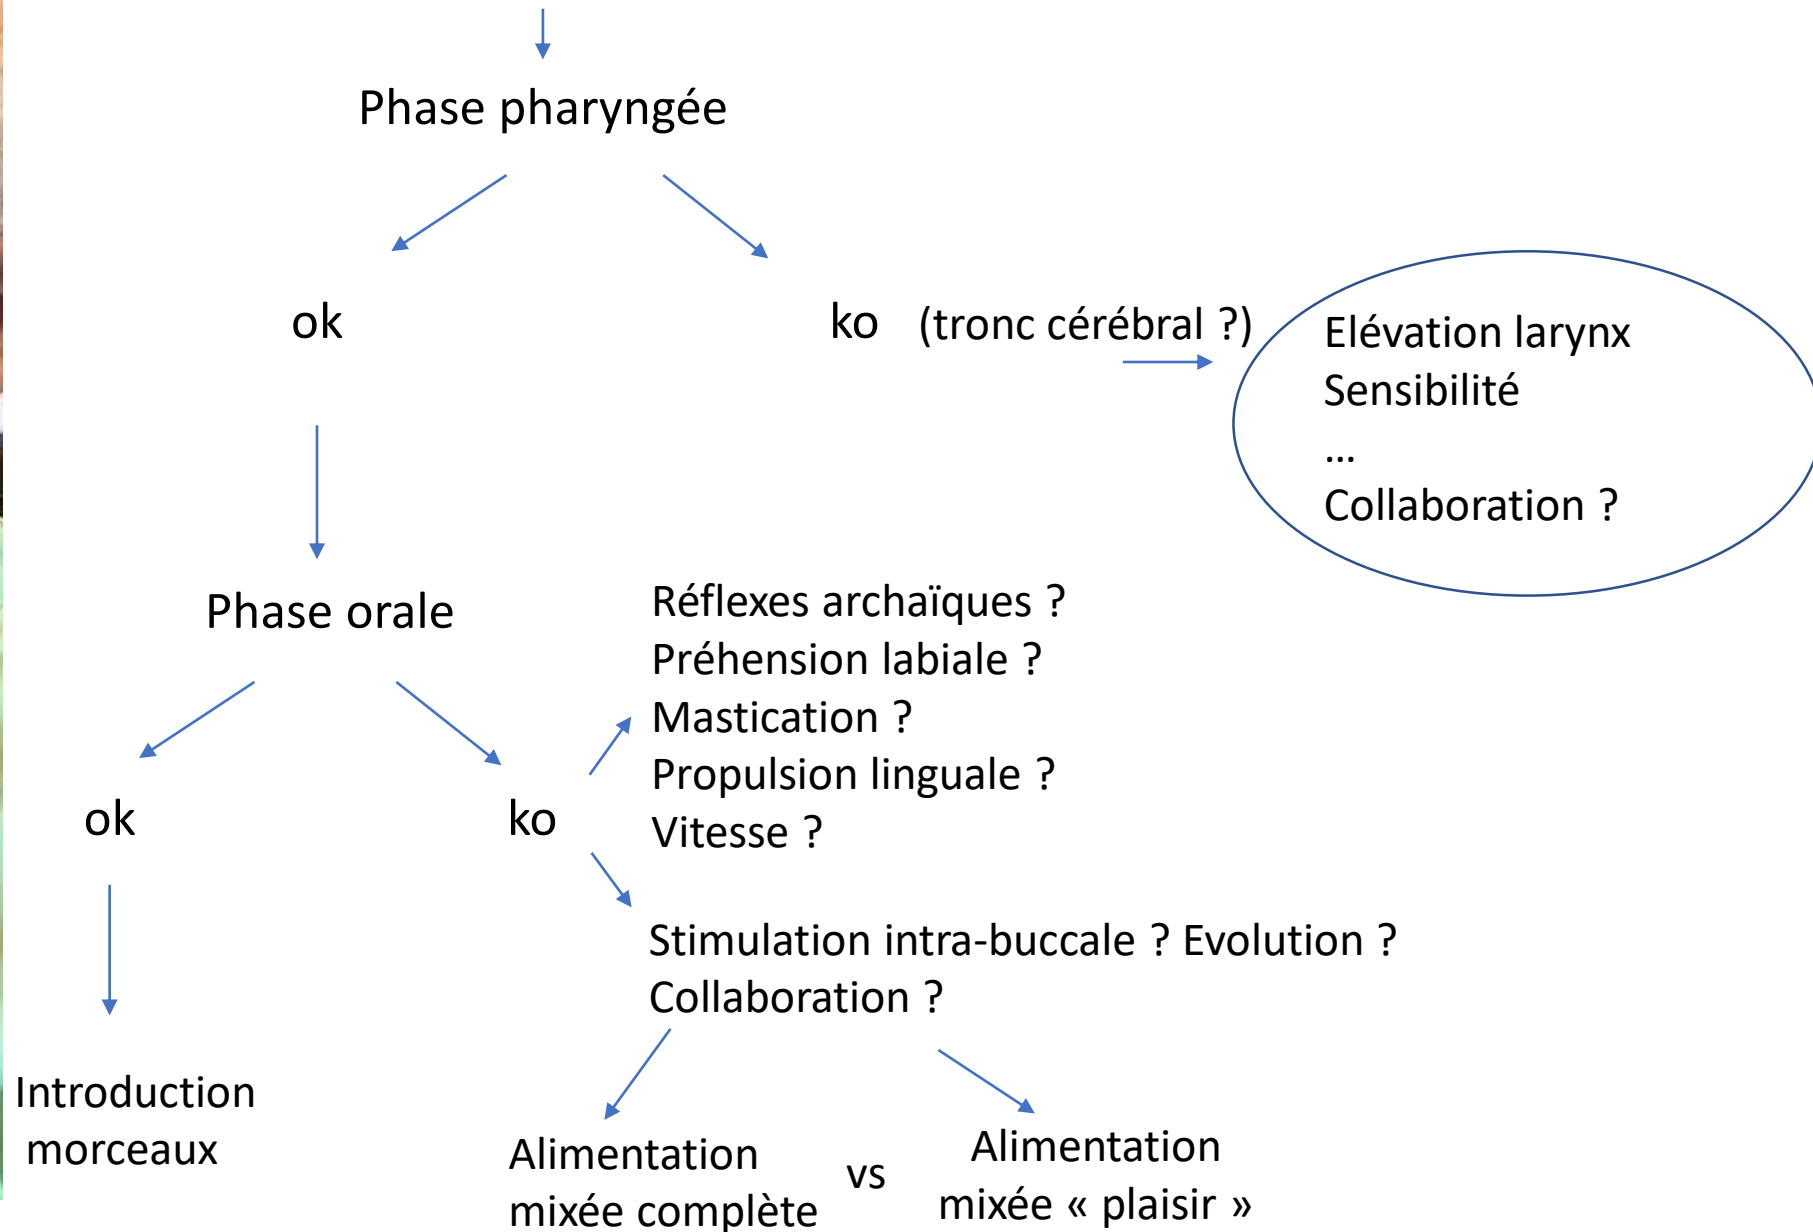 Phase pharyngée
ok
ko (tronc cérébral ?)
Elévation larynx
Sensibilité
...
Collaboration ?
Phase orale
Réflexes archaïques ?
Préhension labiale ?
Mastication ?
Propulsion linguale ?
Vitesse ?
ok
ko
Stimulation intra-buccale ? Evolution ?
Collaboration ?
Introduction
morceaux
Alimentation
mixée complète
vs
Alimentation
mixée « plaisir »